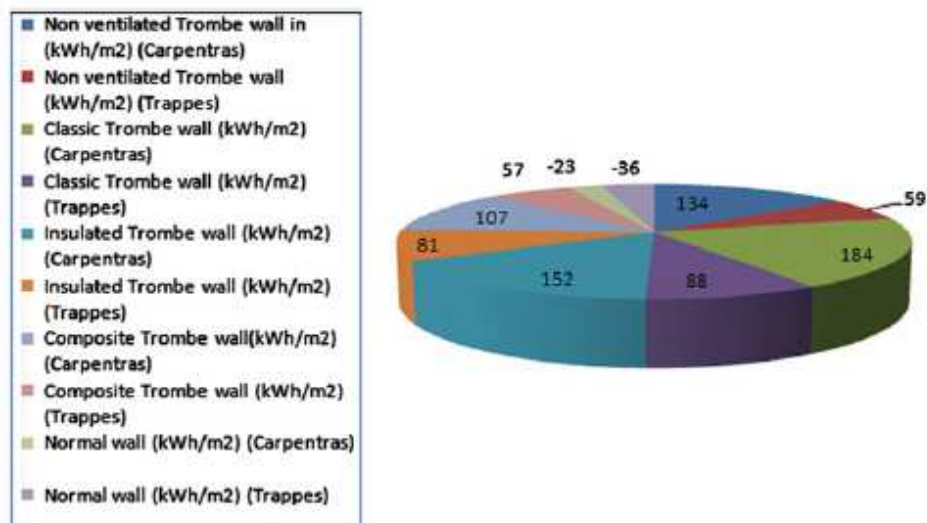 Non ventilated Trombe wall in
(kWh/m2) (Carpentras)
Non ventilated Trombe wall
(kWh/m2) (Trappes)
Classic Trombe wall (kWh/m2)
(Carpentras)
Classic Trombe wall (kWh/m2)
(Trappes)
Insulated Trombe wall (kWh/m2)
(Carpentras)
Insulated Trombe wall (kWh/m2)
(Trappes)
Composite Trombe wall(kWh/m2)
(Carpentras)
Composite Trombe wall (kWh/m2)
(Trappes)
Normal wall (kWh/m2) (Carpentras)
Normal wall (kWh/m2) (Trappes)
57 -23 -36
134
59
107
184
81
152
88